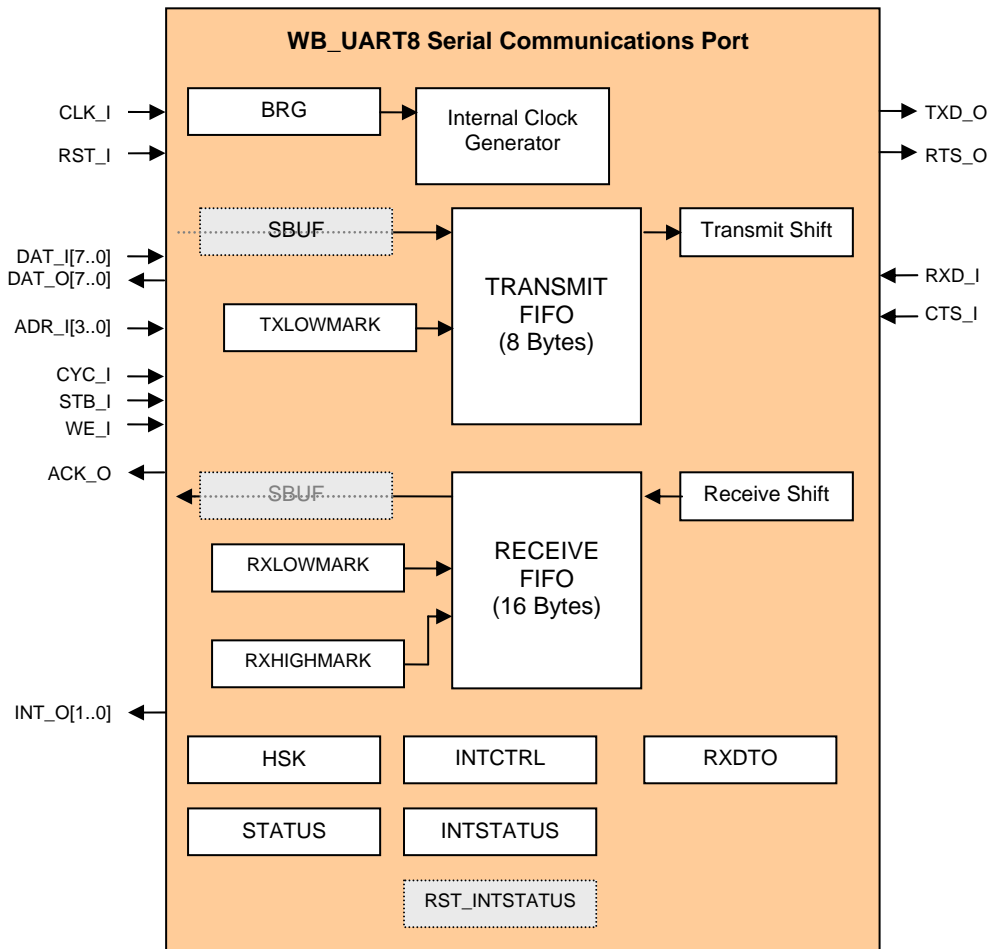 WB_UART8 Serial Communications Port
CLK_I
RST_I
BRG
Internal Clock
Generator
TXD_O
RTS_O
SBUF
Transmit Shift
DAT_I[7..0]
DAT_O[7..0]
TRANSMIT
FIFO
(8 Bytes)
RXD_I
CTS_I
ADR_I[3..0]
TXLOWMARK
CYC_I
STB_I
WE_I
ACK_O
SBUF
Receive Shift
RXLOWMARK
RECEIVE
FIFO
(16 Bytes)
RXHIGHMARK
INT_O[1..0]
HSK
INTCTRL
RXDTO
STATUS
INTSTATUS
RST_INTSTATUS